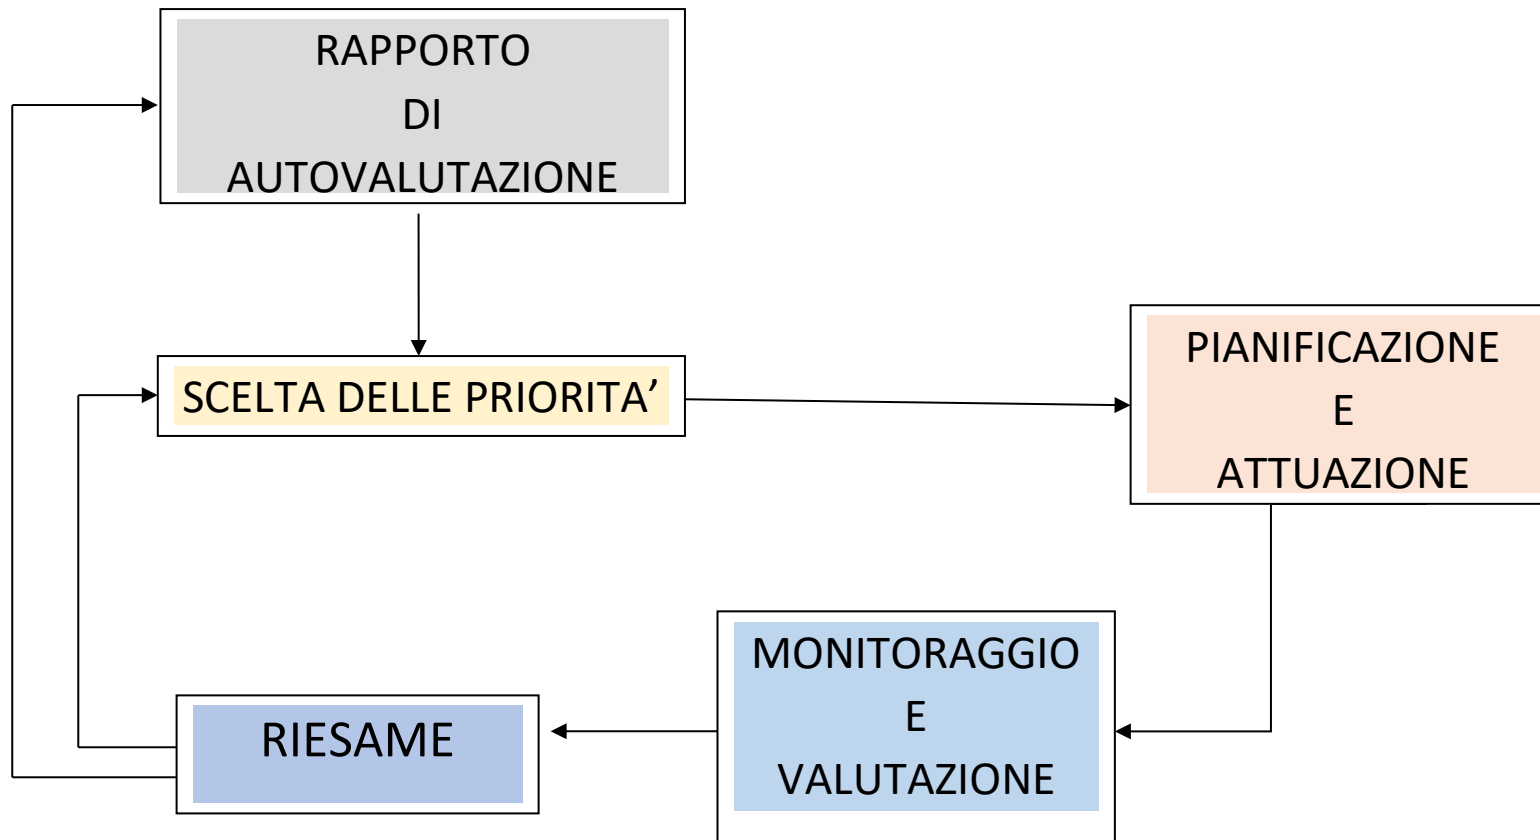 RAPPORTO
DI
AUTOVALUTAZIONE
SCELTA DELLE PRIORITA’
PIANIFICAZIONE
E
ATTUAZIONE
MONITORAGGIO
E
VALUTAZIONE
RIESAME